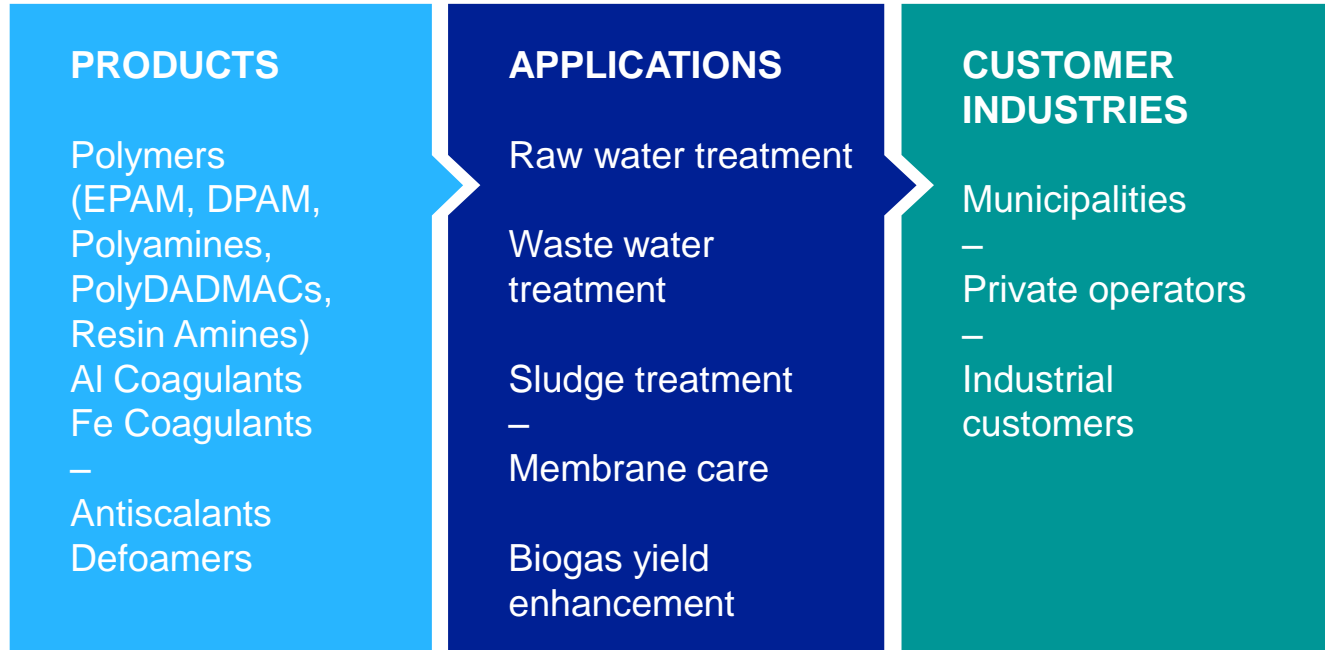 PRODUCTS
Polymers
(EPAM, DPAM,
Polyamines,
PolyDADMACs,
Resin Amines)
Al Coagulants
Fe Coagulants
–
Antiscalants
Defoamers
APPLICATIONS
Raw water treatment
Waste water
treatment
Sludge treatment
–
Membrane care
Biogas yield
enhancement
CUSTOMER
INDUSTRIES
Municipalities
–
Private operators
–
Industrial
customers